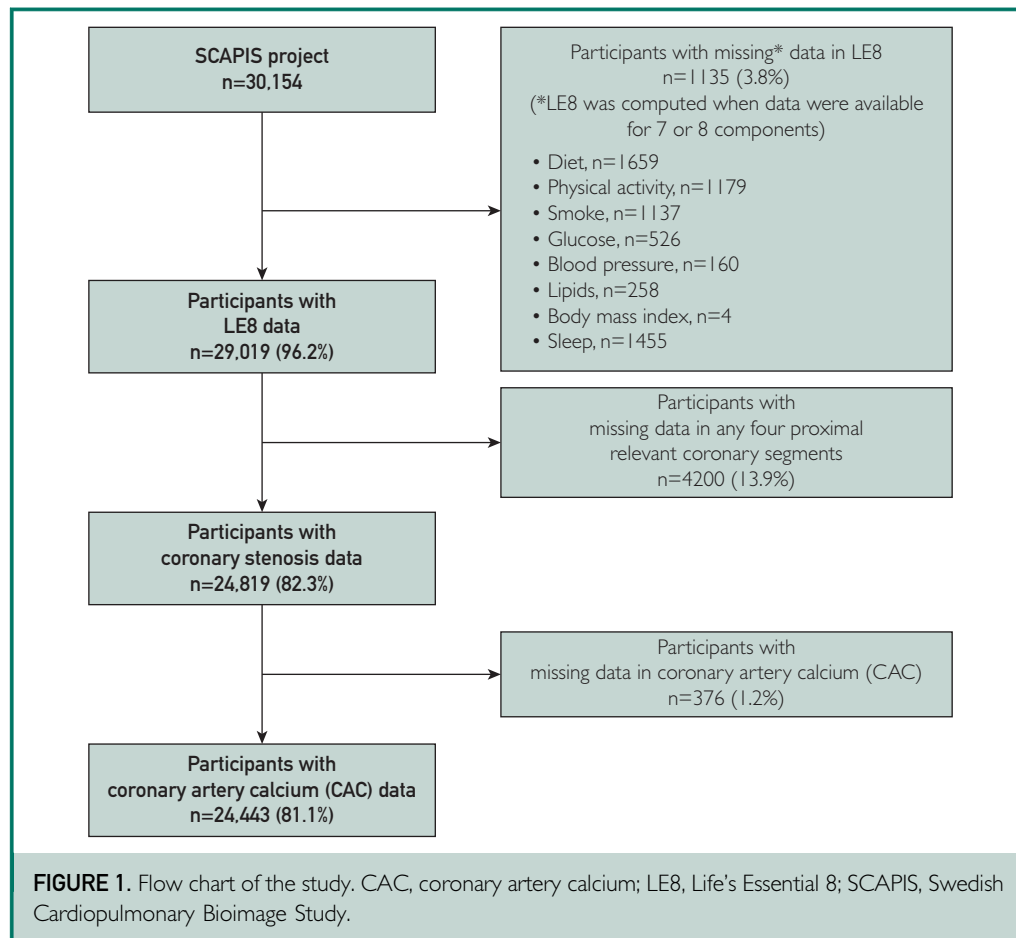 SCAPIS project
n=30,154
Participants with missing* data in LE8
n=1135 (3.8%)
(*LE8 was computed when data were available
for 7 or 8 components)
• Diet, n=1659
• Physical activity, n=1179
• Smoke, n=1137
• Glucose, n=526
• Blood pressure, n=160
• Lipids, n=258
• Body mass index, n=4
• Sleep, n=1455
Participants with
LE8 data
n=29,019 (96.2%)
Participants with
missing data in any four proximal
relevant coronary segments
n=4200 (13.9%)
Participants with
coronary stenosis data
n=24,819 (82.3%)
Participants with
missing data in coronary artery calcium (CAC)
n=376 (1.2%)
Participants with
coronary artery calcium (CAC) data
n=24,443 (81.1%)
FIGURE 1. Flow chart of the study. CAC, coronary artery calcium; LE8, Life's Essential 8; SCAPIS, Swedish
Cardiopulmonary Bioimage Study.